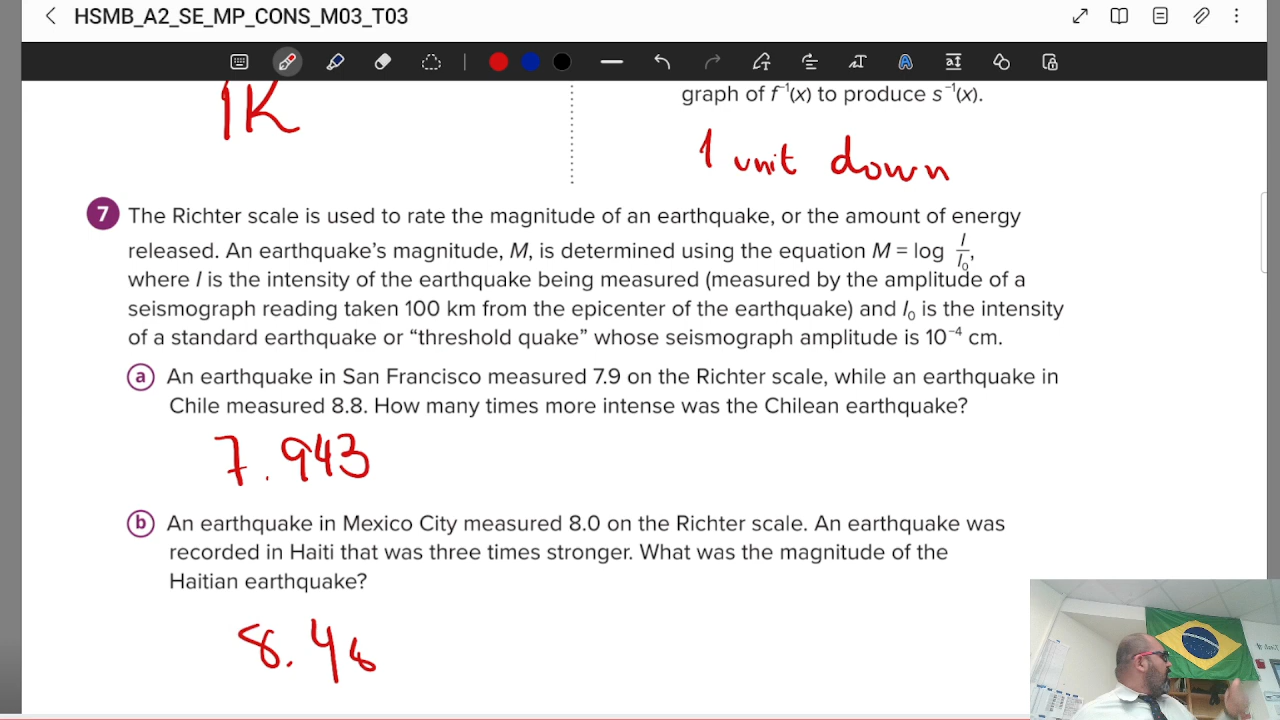 HSMB_A2_SE_MP_CONS_M03_T03
1K
graph of f⁻¹(x) to produce s⁻¹(x).
1 unit down
7 The Richter scale is used to rate the magnitude of an earthquake, or the amount of energy
released. An earthquake's magnitude, M, is determined using the equation M = log I/I₀,
where I is the intensity of the earthquake being measured (measured by the amplitude of a
seismograph reading taken 100 km from the epicenter of the earthquake) and I₀ is the intensity
of a standard earthquake or “threshold quake” whose seismograph amplitude is 10⁻⁴ cm.
a An earthquake in San Francisco measured 7.9 on the Richter scale, while an earthquake in
Chile measured 8.8. How many times more intense was the Chilean earthquake?
7.943
b An earthquake in Mexico City measured 8.0 on the Richter scale. An earthquake was
recorded in Haiti that was three times stronger. What was the magnitude of the
Haitian earthquake?
8.48